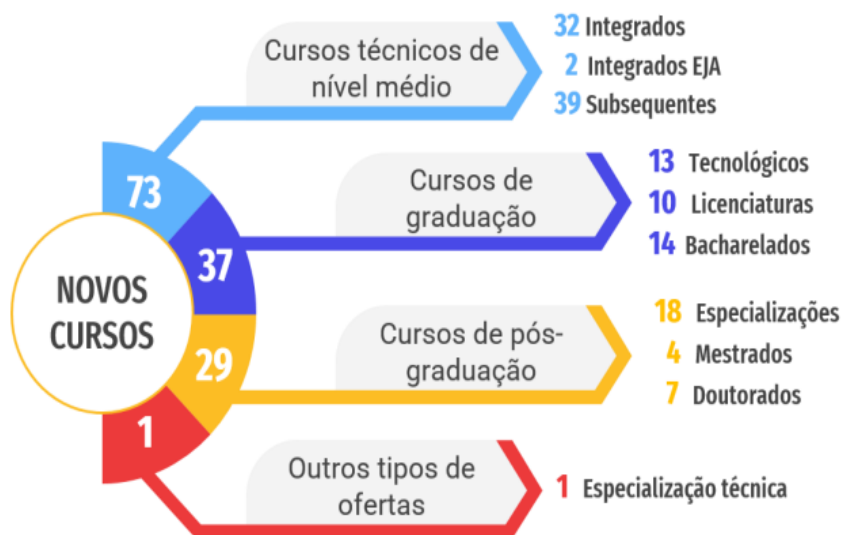 NOVOS
CURSOS
73
Cursos técnicos de
nível médio
32 Integrados
2 Integrados EJA
39 Subsequentes
37
Cursos de
graduação
13 Tecnológicos
10 Licenciaturas
14 Bacharelados
29
Cursos de pós-
graduação
18 Especializações
4 Mestrados
7 Doutorados
1
Outros tipos de
ofertas
1 Especialização técnica